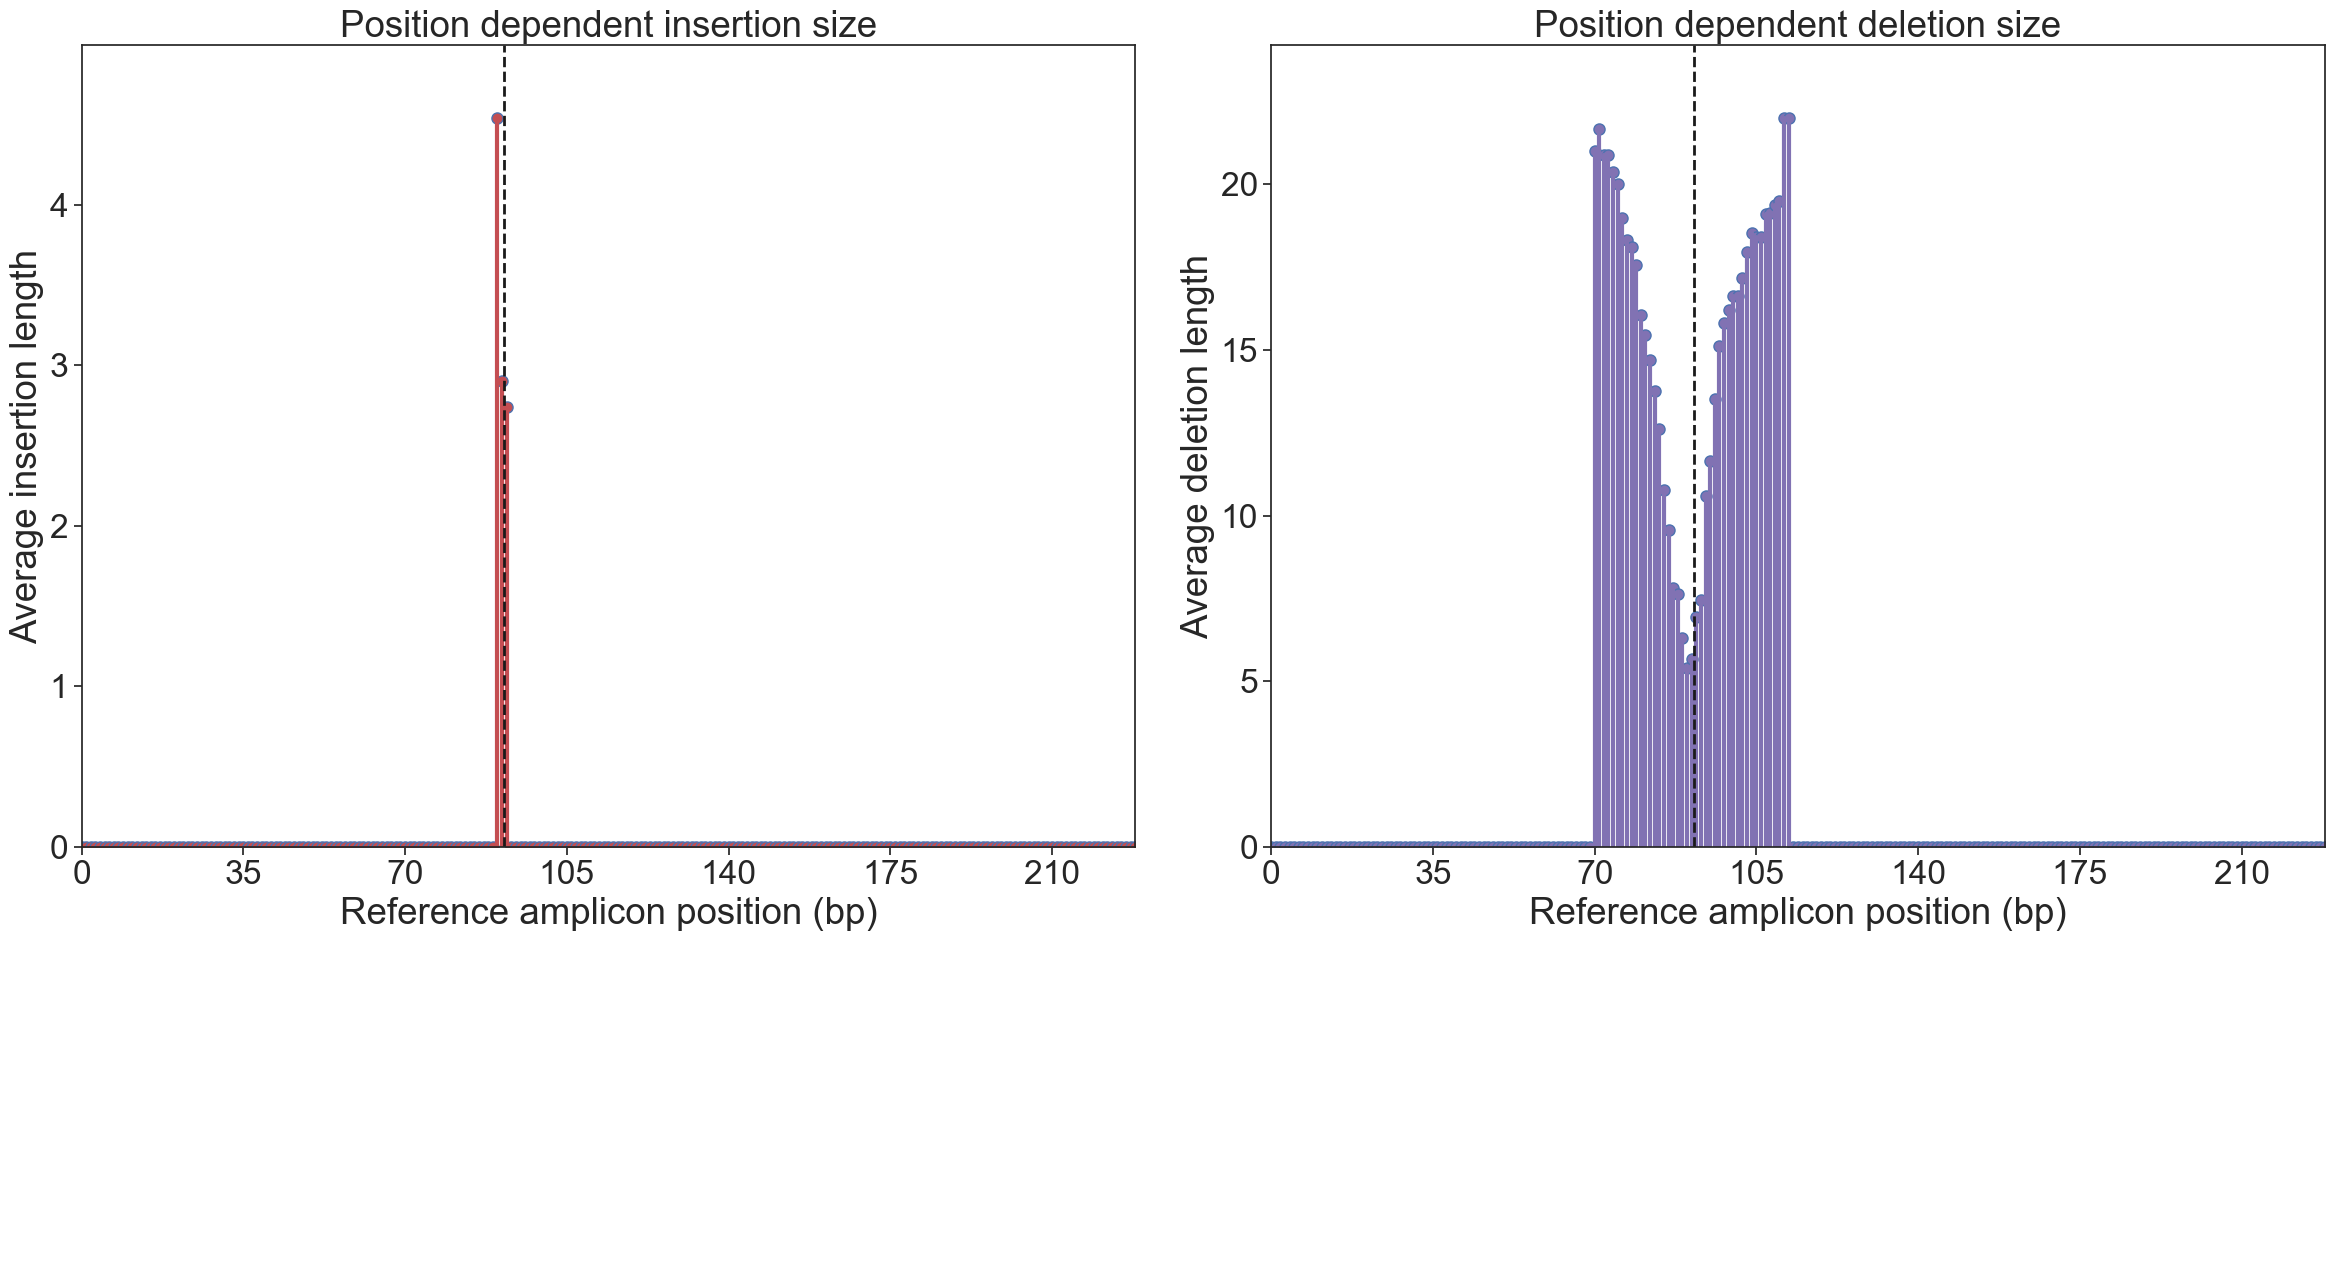 Position dependent insertion size
Average insertion length
4
3
2
1
0
0 35 70 105 140 175 210
Reference amplicon position (bp)
Position dependent deletion size
Average deletion length
20
15
10
5
0
0 35 70 105 140 175 210
Reference amplicon position (bp)